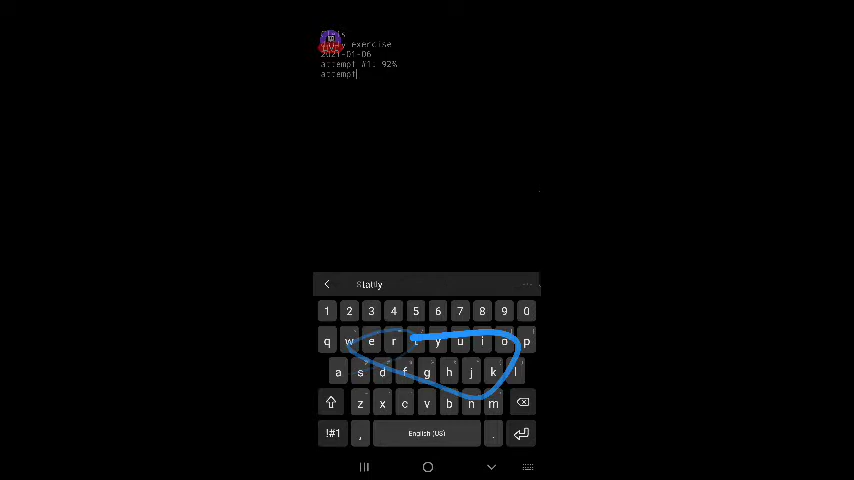 exercise
2021-01-06
attempt #1. 92%
attempt
1 2 3 4 5 6 7 8 9 0
q w e r t y u i o p
a s d f g h j k l
z x c v b n m
!#1 , English (US) .